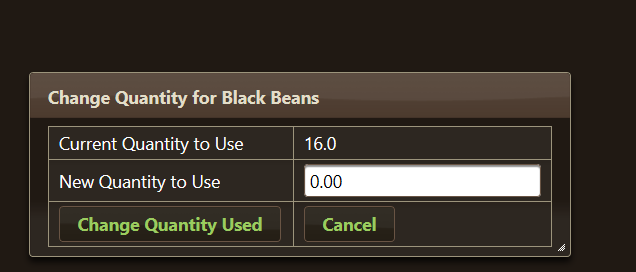 Change Quantity for Black Beans
Current Quantity to Use 16.0
New Quantity to Use 0.00
Change Quantity Used Cancel